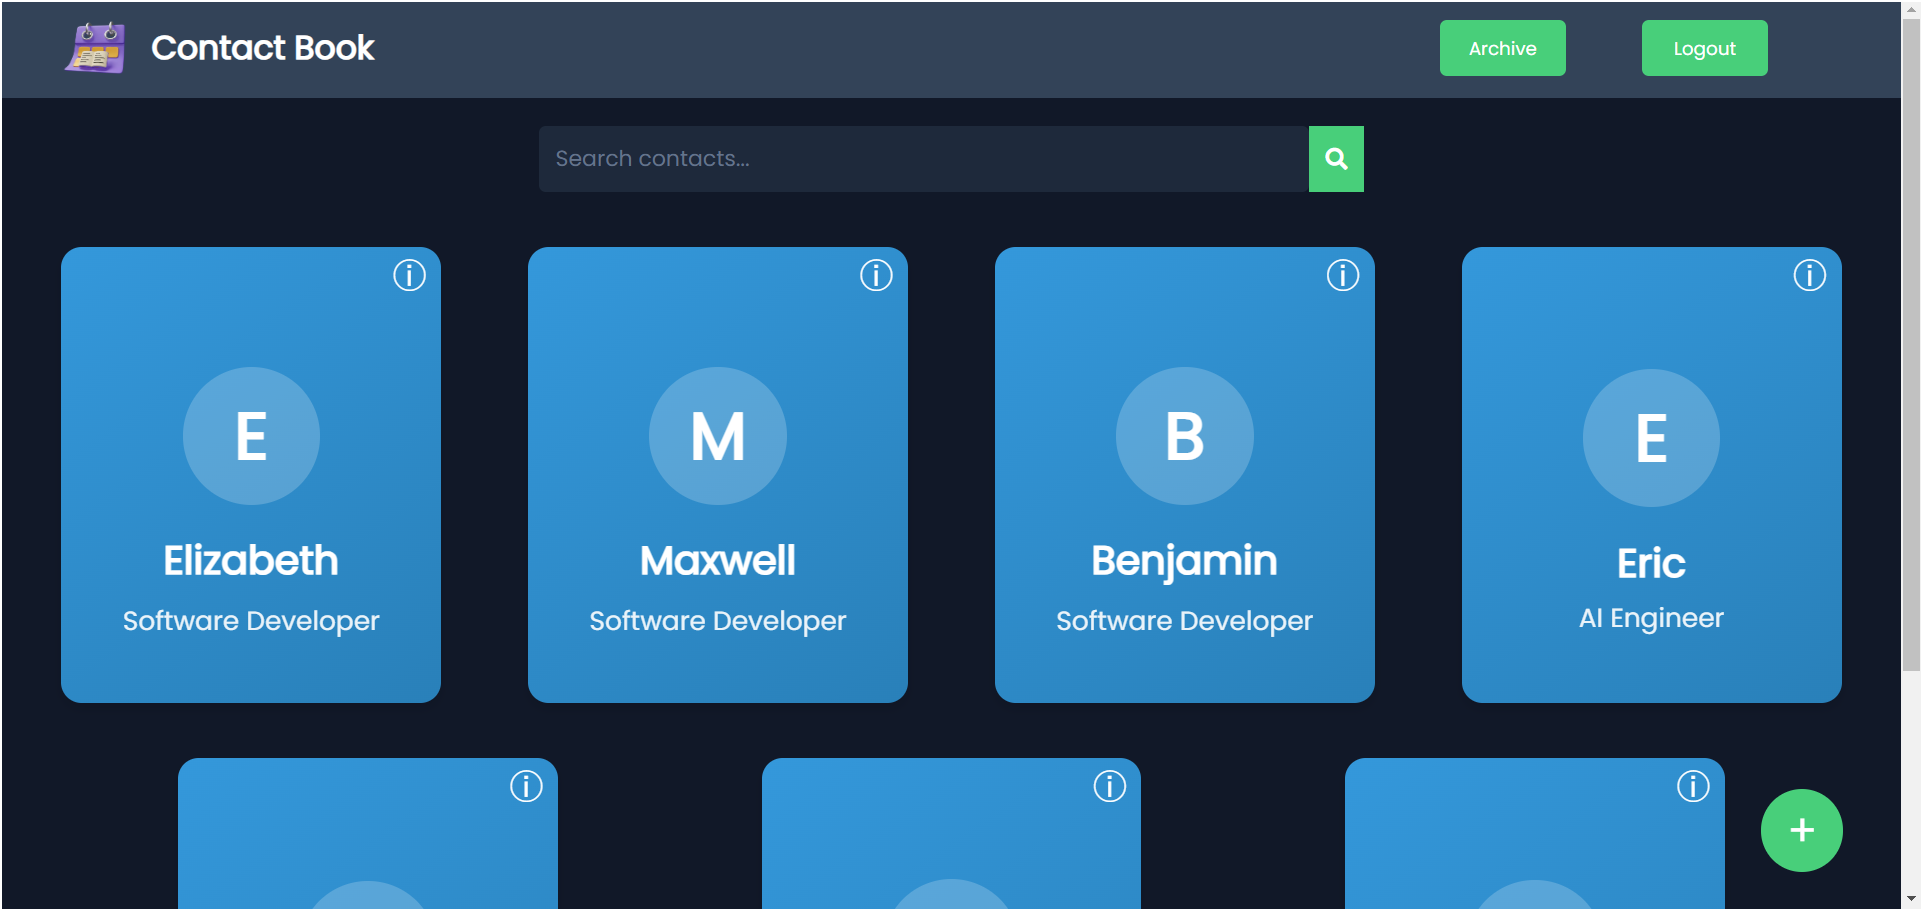 Contact Book
Archive
Logout
Search contacts...
E
M
B
E
Elizabeth
Maxwell
Benjamin
Eric
Software Developer
Software Developer
Software Developer
AI Engineer
+